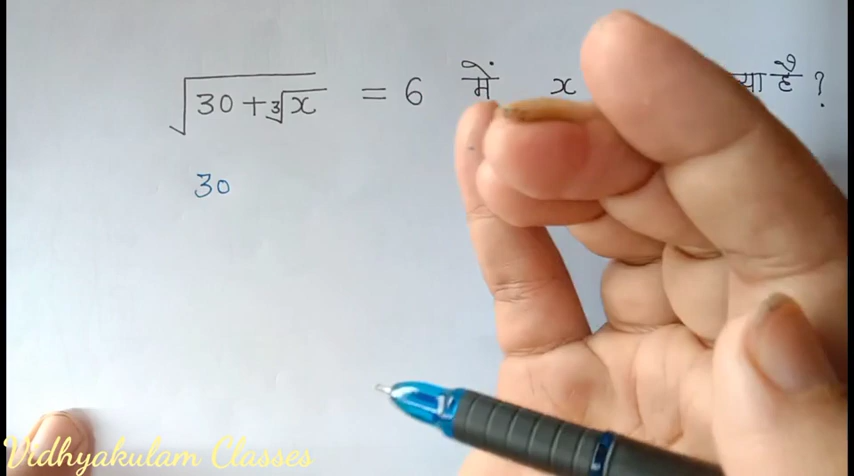 √(30 + ∛x) = 6 में x है ?
30
Vidhyakulam Classes